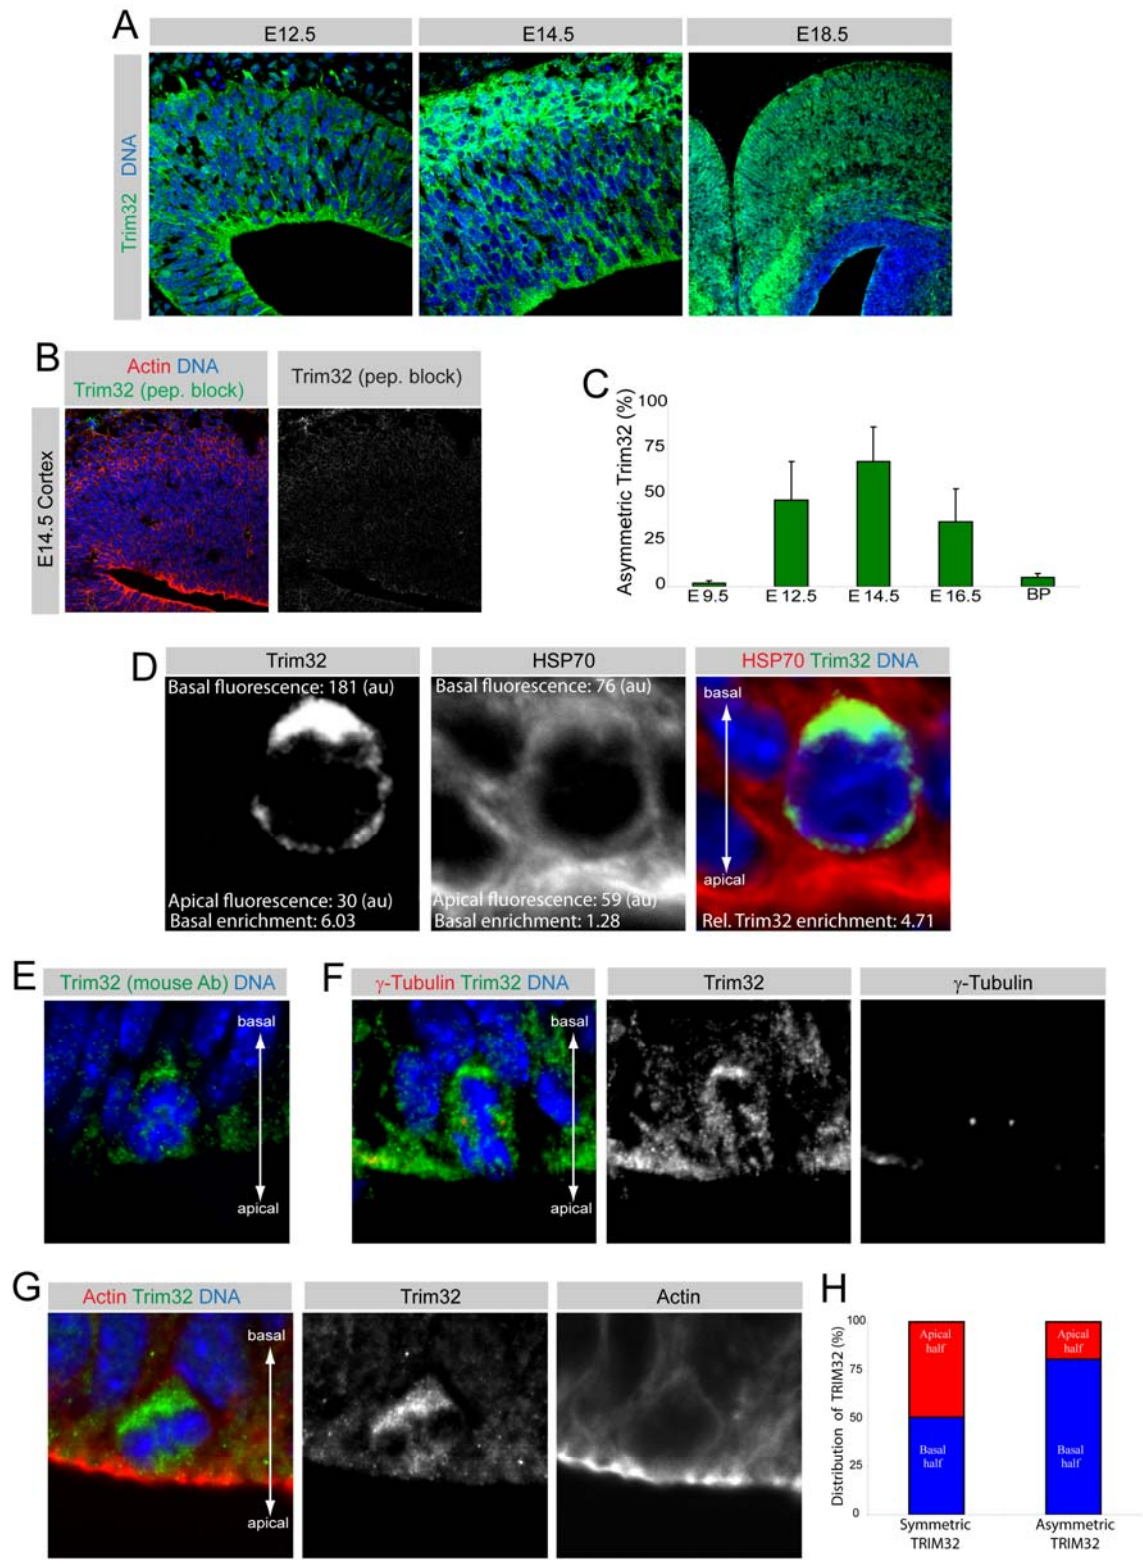 A
E12.5
E14.5
E18.5
Trim32 DNA
B
Actin DNA
Trim32 (pep. block)
Trim32 (pep. block)
E14.5 Cortex
C
Asymmetric Trim32 (%)
100
75
50
25
0
E 9.5
E 12.5
E 14.5
E 16.5
BP
D
Trim32
HSP70
HSP70 Trim32 DNA
Basal fluorescence: 181 (au)
Basal fluorescence: 76 (au)
basal
apical
Apical fluorescence: 30 (au)
Basal enrichment: 6.03
Apical fluorescence: 59 (au)
Basal enrichment: 1.28
Rel. Trim32 enrichment: 4.71
E
Trim32 (mouse Ab) DNA
basal
apical
F
γ-Tubulin Trim32 DNA
Trim32
γ-Tubulin
basal
apical
G
Actin Trim32 DNA
Trim32
Actin
basal
apical
H
Distribution of TRIM32 (%)
100
75
50
25
0
Apical
half
Basal
half
Apical
half
Basal
half
Symmetric
TRIM32
Asymmetric
TRIM32